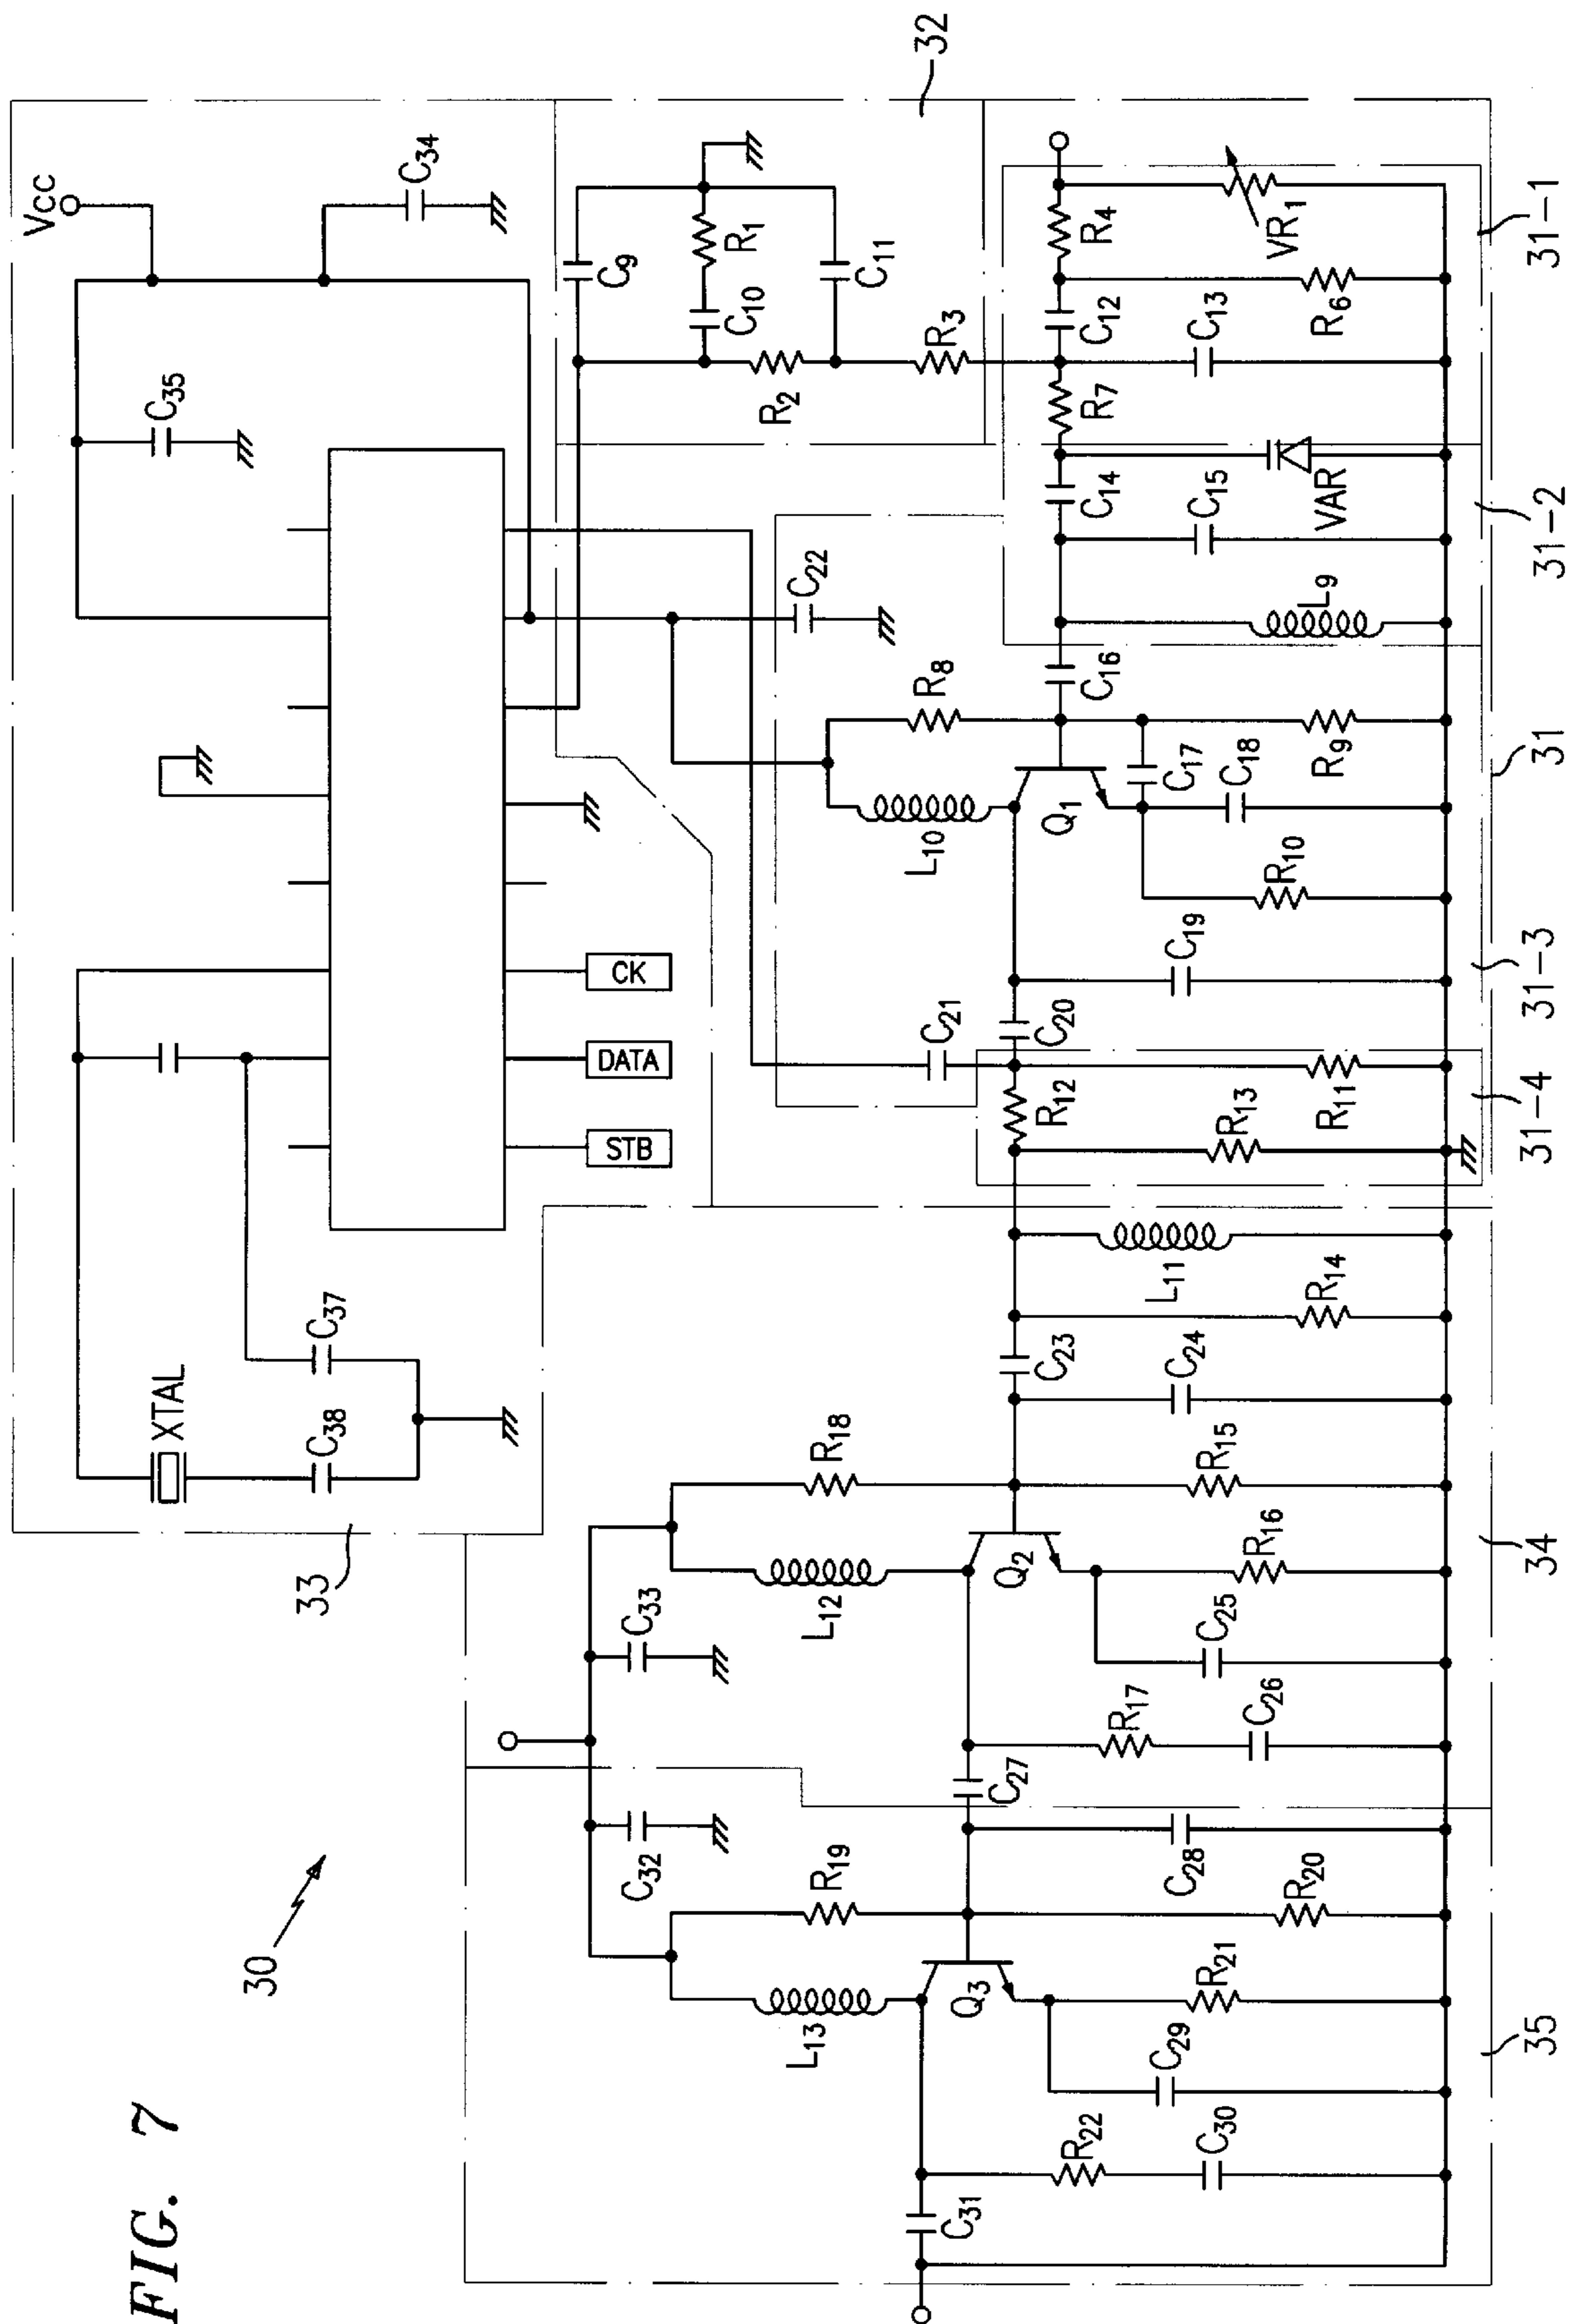 FIG. 7
30
33
XTAL
C38
C37
C35
Vcc
C34
STB
DATA
CK
32
C9
C10
R1
C11
R2
R3
C22
C32
C33
R19
R18
L13
L12
L10
R8
C21
C31
C27
C23
R12
C20
C16
C14
R7
C12
R4
Q3
Q2
Q1
R22
C30
C29
R21
R20
C28
R17
C26
C25
R16
R15
C24
R14
L11
R13
R11
C19
R10
C18
C17
R9
L9
C15
VAR
C13
R6
VR1
35
34
31-4
31-3
31
31-2
31-1